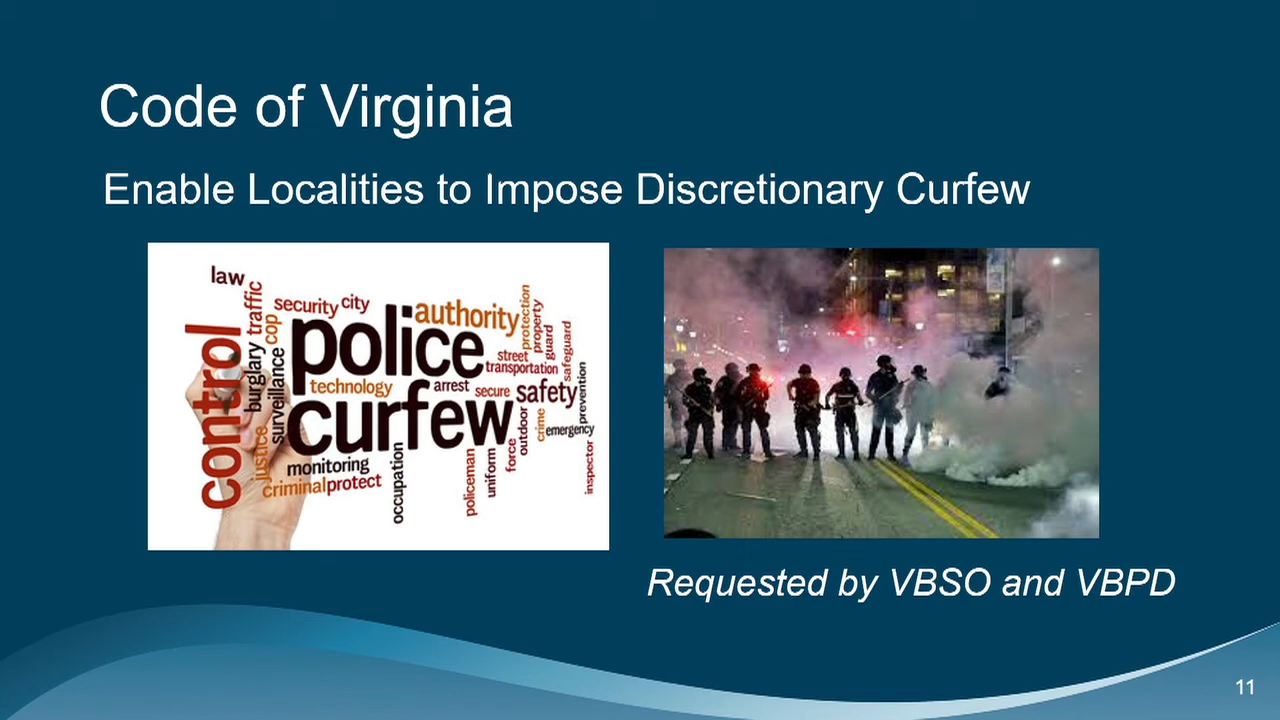 Code of Virginia
Enable Localities to Impose Discretionary Curfew
law
control
burglary
traffic
surveillance
cop
security
city
justice
police
authority
protection
property
guard
safeguard
street
transportation
technology
arrest
secure
safety
prevention
curfew
outdoor
crime
emergency
force
monitoring
criminal
protect
occupation
policeman
uniform
inspector
Requested by VBSO and VBPD
11